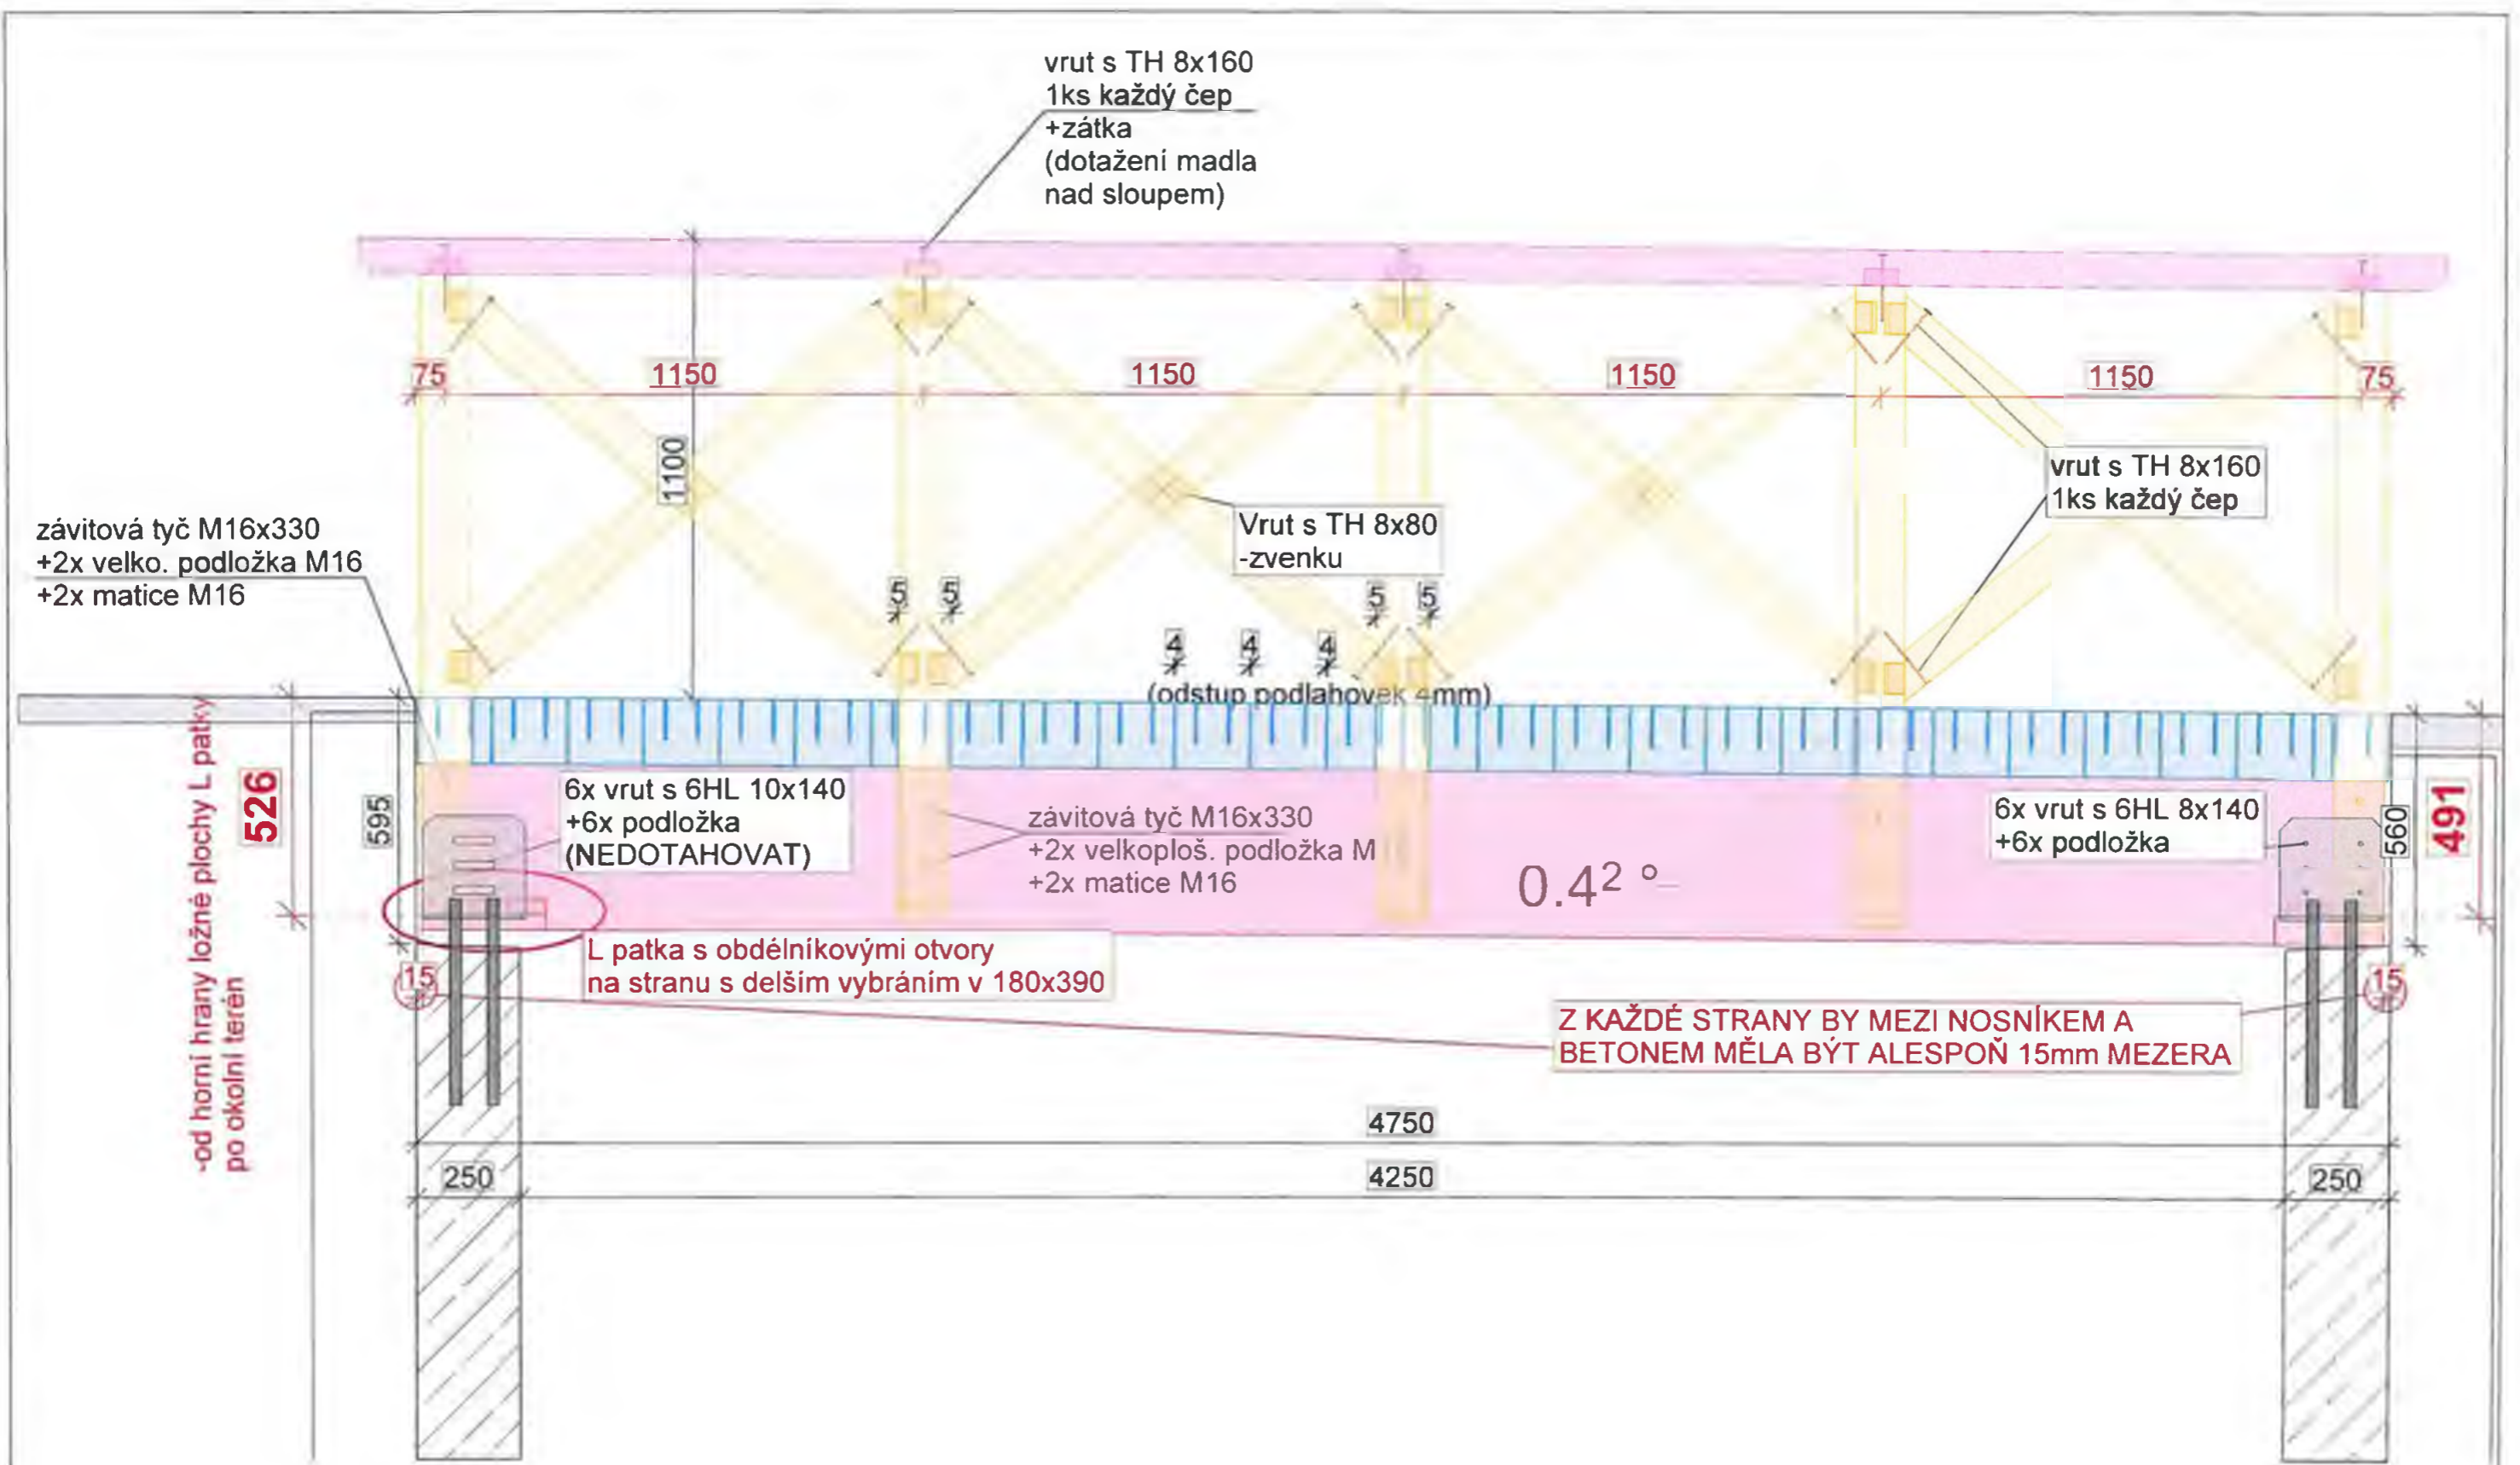 vrut s TH 8x160
1ks každý čep
+zátka
(dotažení madla
nad sloupem)
75
1150
1150
1150
1150
75
1100
vrut s TH 8x160
1ks každý čep
Vrut s TH 8x80
-zvenku
závitová tyč M16x330
+2x velko. podložka M16
+2x matice M16
5
5
5
5
4
4
4
(odstup podlahovek 4mm)
-od horní hrany ložné plochy L patky
po okolní terén
526
595
6x vrut s 6HL 10x140
+6x podložka
(NEDOTAHOVAT)
závitová tyč M16x330
+2x velkoploš. podložka M
+2x matice M16
0.42 °
6x vrut s 6HL 8x140
+6x podložka
560
491
L patka s obdélníkovými otvory
na stranu s delším vybráním v 180x390
15
15
Z KAŽDÉ STRANY BY MEZI NOSNÍKEM A
BETONEM MĚLA BÝT ALESPOŇ 15mm MEZERA
4750
250
4250
250